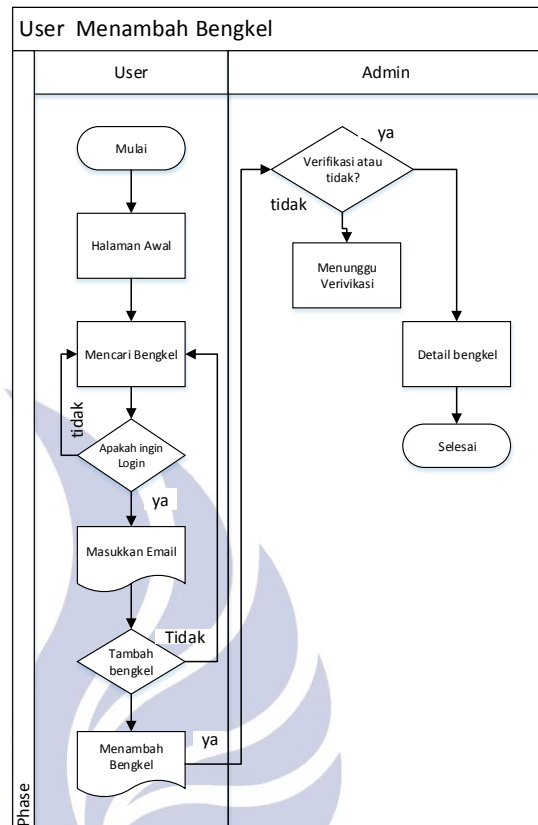 User Menambah Bengkel
User
Admin
Mulai
Halaman Awal
Mencari Bengkel
tidak
Apakah ingin
Login
ya
Masukkan Email
Tidak
Tambah
bengkel
Menambah
Bengkel
ya
Phase
ya
Verifikasi atau
tidak?
tidak
Menunggu
Verivikasi
Detail bengkel
Selesai